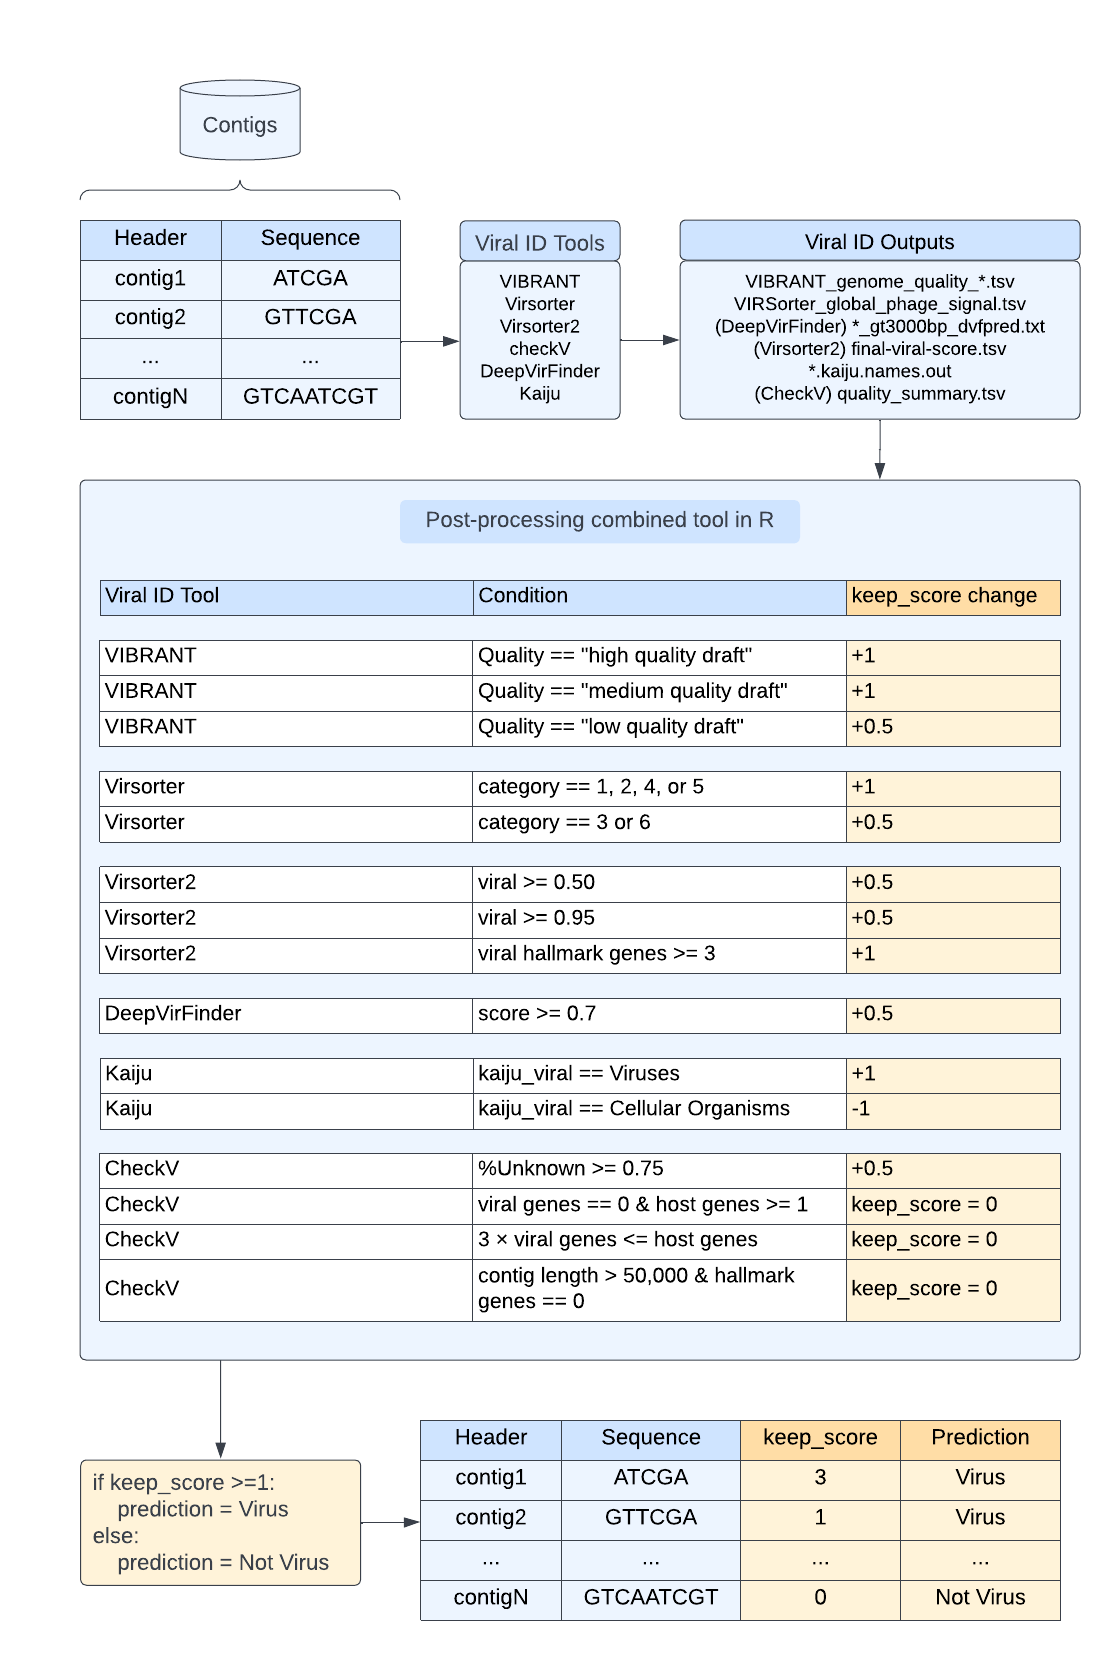 Contigs
Header Sequence
contig1 ATCGA
contig2 GTTCGA
... ...
contigN GTCAATCGT
Viral ID Tools
VIBRANT
Virsorter
Virsorter2
checkV
DeepVirFinder
Kaiju
Viral ID Outputs
VIBRANT_genome_quality_*.tsv
VIRSorter_global_phage_signal.tsv
(DeepVirFinder) *_gt3000bp_dvfpred.txt
(Virsorter2) final-viral-score.tsv
*.kaiju.names.out
(CheckV) quality_summary.tsv
Post-processing combined tool in R
Viral ID Tool Condition keep_score change
VIBRANT Quality == "high quality draft" +1
VIBRANT Quality == "medium quality draft" +1
VIBRANT Quality == "low quality draft" +0.5
Virsorter category == 1, 2, 4, or 5 +1
Virsorter category == 3 or 6 +0.5
Virsorter2 viral >= 0.50 +0.5
Virsorter2 viral >= 0.95 +0.5
Virsorter2 viral hallmark genes >= 3 +1
DeepVirFinder score >= 0.7 +0.5
Kaiju kaiju_viral == Viruses +1
Kaiju kaiju_viral == Cellular Organisms -1
CheckV %Unknown >= 0.75 +0.5
CheckV viral genes == 0 & host genes >= 1 keep_score = 0
CheckV 3 × viral genes <= host genes keep_score = 0
CheckV contig length > 50,000 & hallmark
genes == 0 keep_score = 0
if keep_score >=1:
prediction = Virus
else:
prediction = Not Virus
Header Sequence keep_score Prediction
contig1 ATCGA 3 Virus
contig2 GTTCGA 1 Virus
... ... ... ...
contigN GTCAATCGT 0 Not Virus